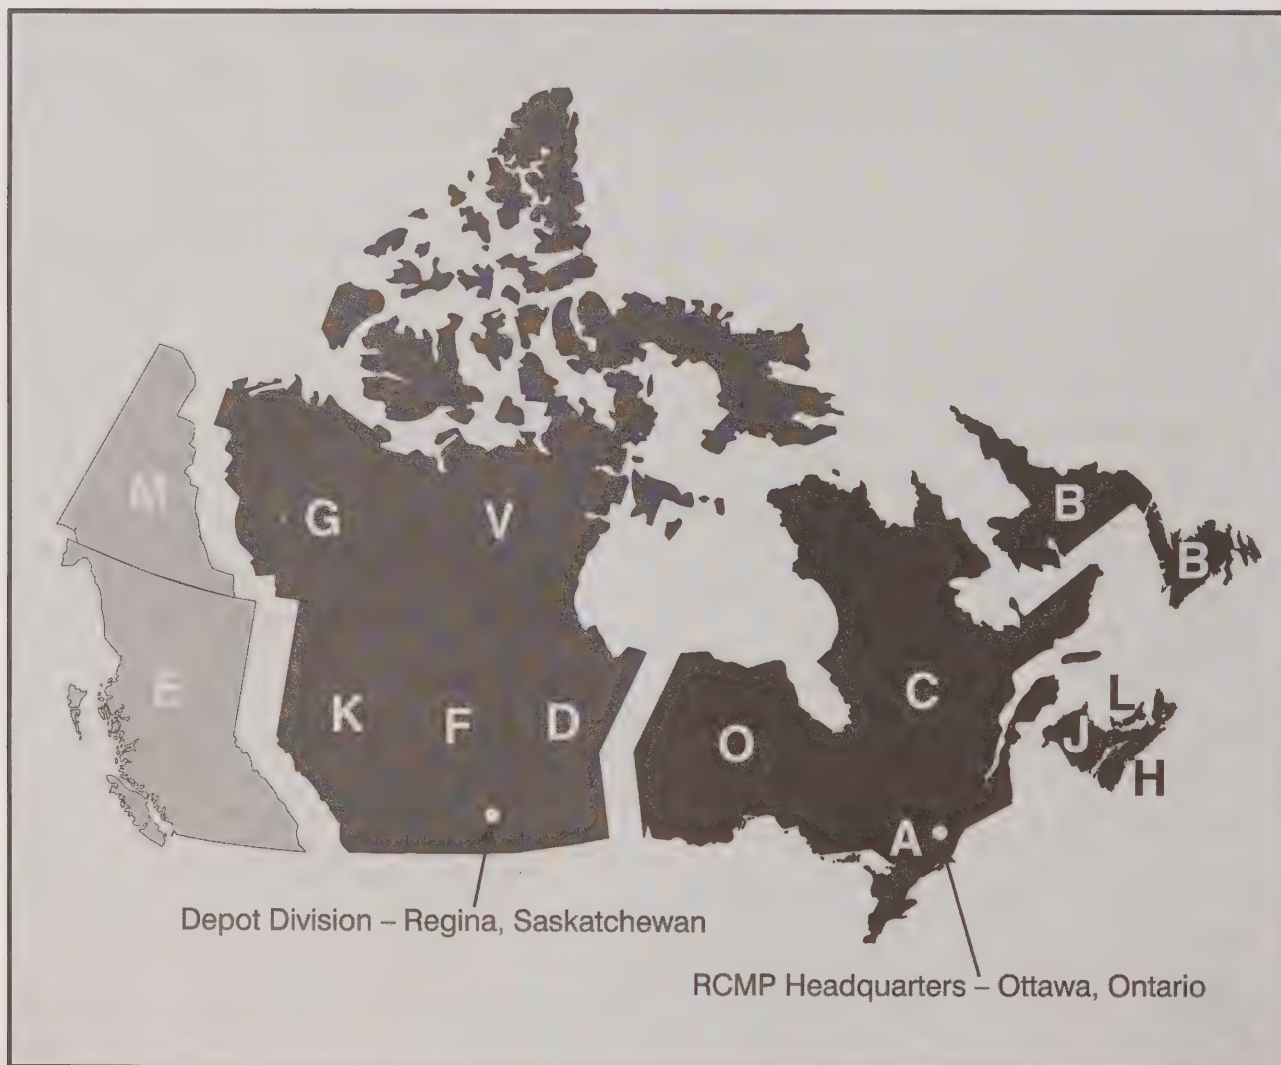 M
G
V
B
B
E
K
F
D
O
C
L
J
H
A
Depot Division – Regina, Saskatchewan
RCMP Headquarters – Ottawa, Ontario